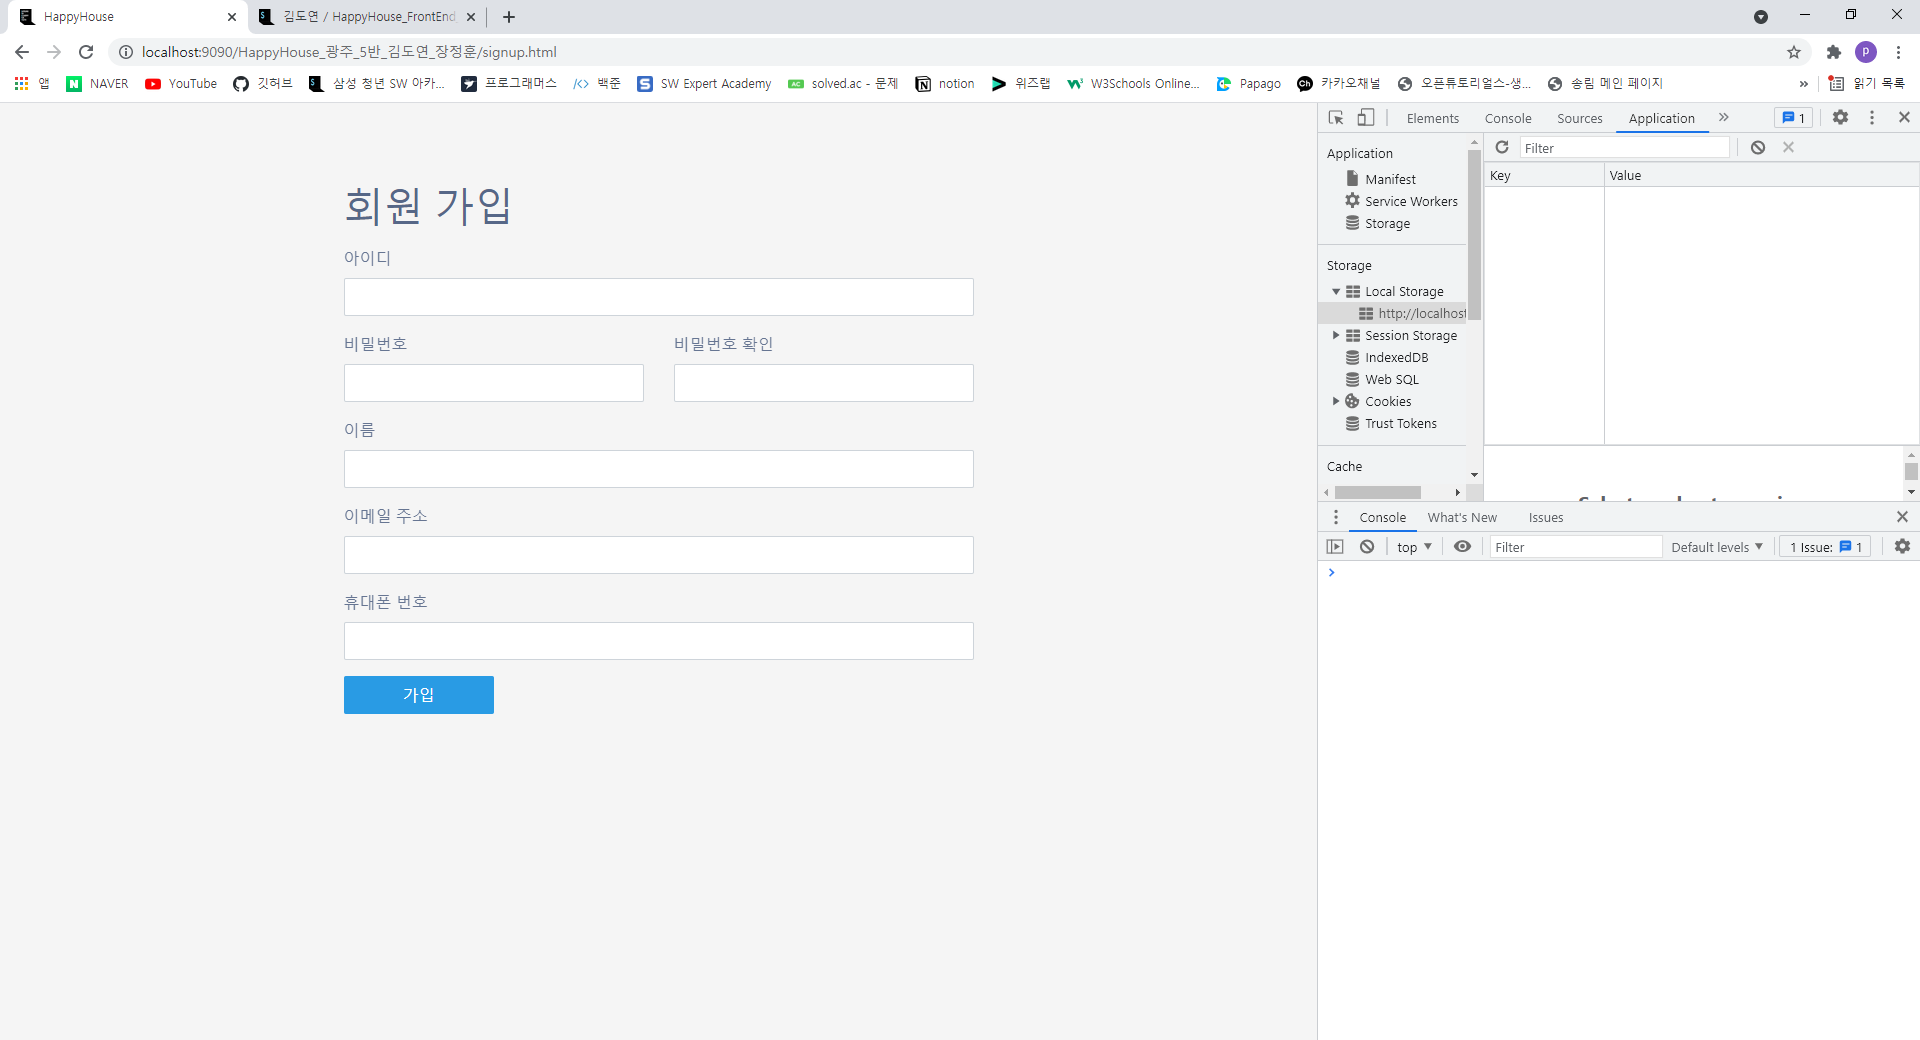 HappyHouse
김도연 / HappyHouse_FrontEnd
localhost:9090/HappyHouse_광주_5반_김도연_장정훈/signup.html
앱 NAVER YouTube 깃허브 삼성 청년 SW 아카... 프로그래머스 백준 SW Expert Academy solved.ac - 문제 notion 위즈랩 W3Schools Online... Papago 카카오채널 오픈튜토리얼스-생... 송림 메인 페이지 » 읽기 목록
회원 가입
아이디
비밀번호 비밀번호 확인
이름
이메일 주소
휴대폰 번호
가입
Elements Console Sources Application » 1
Application
Manifest
Service Workers
Storage
Storage
Local Storage
http://localhost
Session Storage
IndexedDB
Web SQL
Cookies
Trust Tokens
Cache
Filter
Key Value
Console What's New Issues
top Filter Default levels 1 Issue: 1